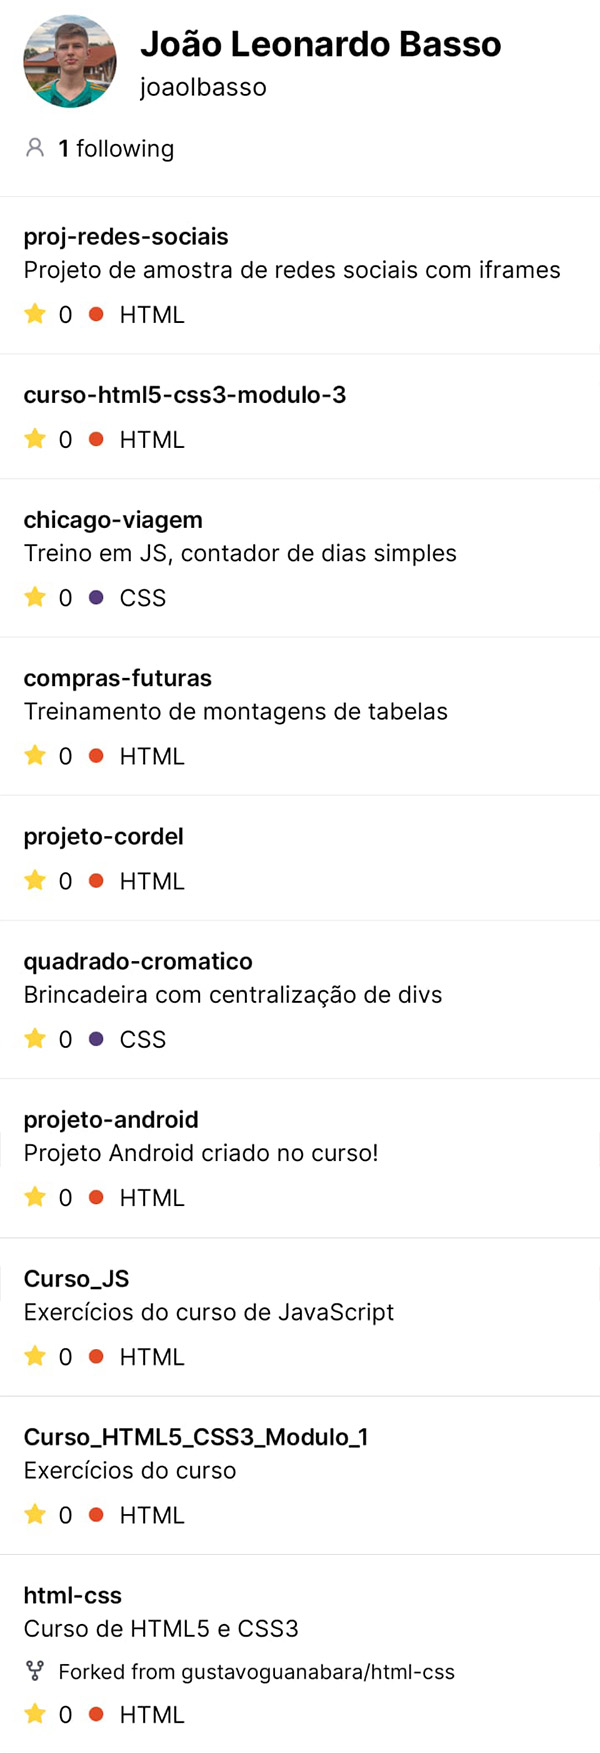 João Leonardo Basso
joaolbasso
1 following
proj-redes-sociais
Projeto de amostra de redes sociais com iframes
0 HTML
curso-html5-css3-modulo-3
0 HTML
chicago-viagem
Treino em JS, contador de dias simples
0 CSS
compras-futuras
Treinamento de montagens de tabelas
0 HTML
projeto-cordel
0 HTML
quadrado-cromatico
Brincadeira com centralização de divs
0 CSS
projeto-android
Projeto Android criado no curso!
0 HTML
Curso_JS
Exercícios do curso de JavaScript
0 HTML
Curso_HTML5_CSS3_Modulo_1
Exercícios do curso
0 HTML
html-css
Curso de HTML5 e CSS3
Forked from gustavoguanabara/html-css
0 HTML